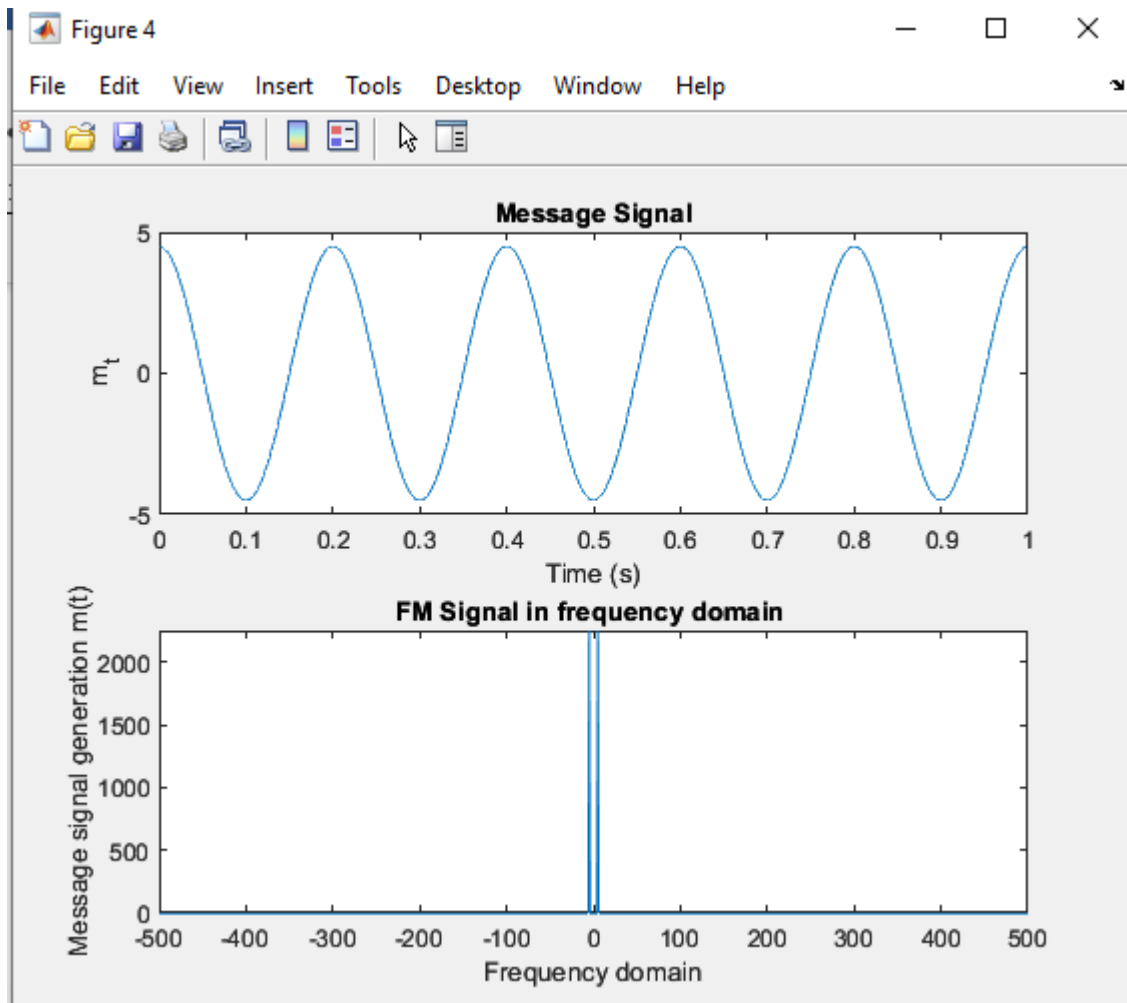 Figure 4
File Edit View Insert Tools Desktop Window Help
Message Signal
5
0
-5
m_t
0 0.1 0.2 0.3 0.4 0.5 0.6 0.7 0.8 0.9 1
Time (s)
FM Signal in frequency domain
Message signal generation m(t)
2000
1500
1000
500
0
-500 -400 -300 -200 -100 0 100 200 300 400 500
Frequency domain